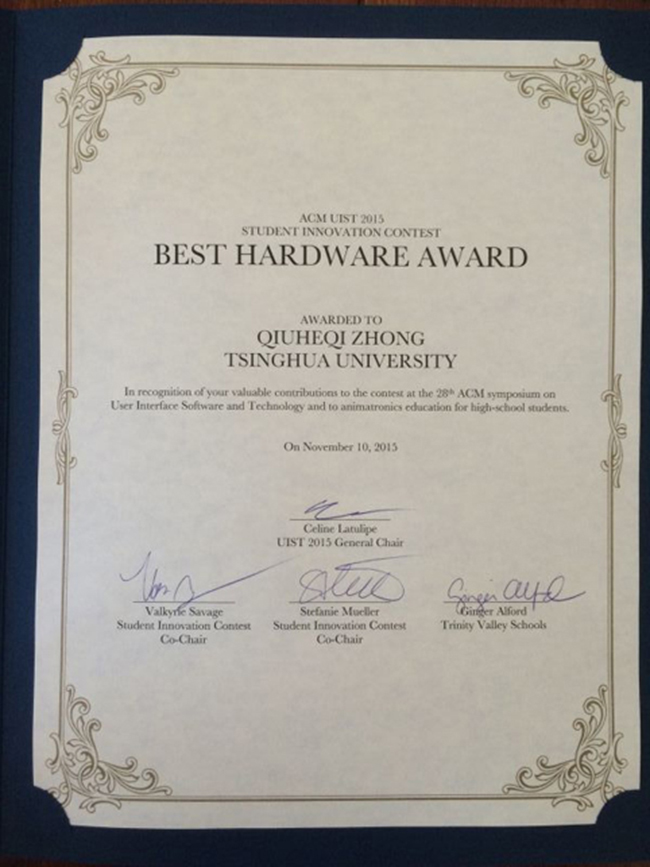 ACM UIST 2015
STUDENT INNOVATION CONTEST
BEST HARDWARE AWARD
AWARDED TO
QIUHEQI ZHONG
TSINGHUA UNIVERSITY
In recognition of your valuable contributions to the contest at the 28th ACM symposium on
User Interface Software and Technology and to animatronics education for high-school students.
On November 10, 2015
Celine Latulipe
UIST 2015 General Chair
Ginger Alford
Valkyrie Savage
Student Innovation Contest
Co-Chair
Stefanie Mueller
Student Innovation Contest
Co-Chair
Ginger Alford
Trinity Valley Schools